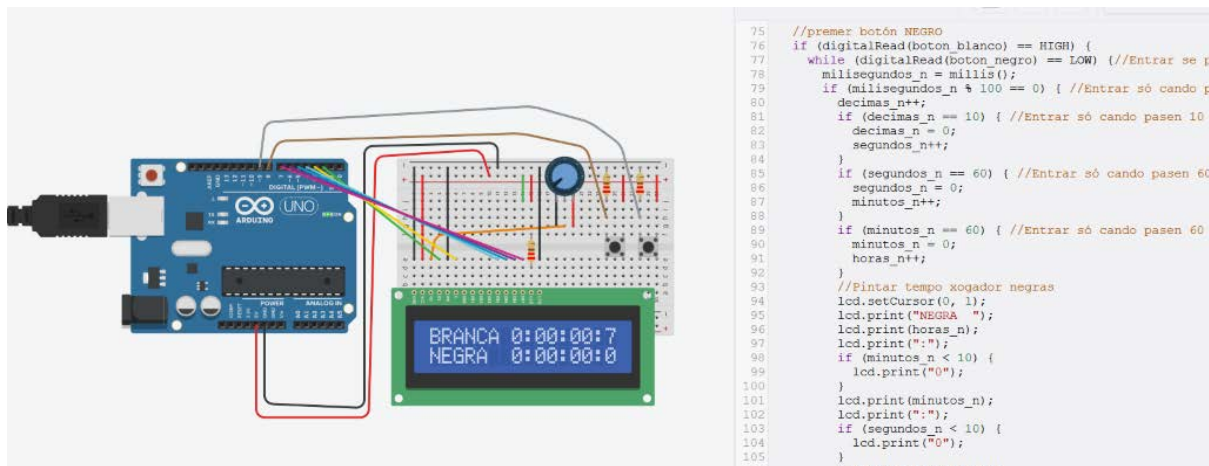 DIGITAL (PWM~)
UNO
ARDUINO
POWER
ANALOG IN
BRANCA 0:00:00:7
NEGRA 0:00:00:0
75 //premer botón NEGRO
76 if (digitalRead(boton_blanco) == HIGH) {
77 while (digitalRead(boton_negro) == LOW) {//Entrar se p
78 milisegundos_n = millis();
79 if (milisegundos_n % 100 == 0) { //Entrar só cando p
80 decimas_n++;
81 if (decimas_n == 10) { //Entrar só cando pasen 10
82 decimas_n = 0;
83 segundos_n++;
84 }
85 if (segundos_n == 60) { //Entrar só cando pasen 60
86 segundos_n = 0;
87 minutos_n++;
88 }
89 if (minutos_n == 60) { //Entrar só cando pasen 60
90 minutos_n = 0;
91 horas_n++;
92 }
93 //Pintar tempo xogador negras
94 lcd.setCursor(0, 1);
95 lcd.print("NEGRA  ");
96 lcd.print(horas_n);
97 lcd.print(":");
98 if (minutos_n < 10) {
99 lcd.print("0");
100 }
101 lcd.print(minutos_n);
102 lcd.print(":");
103 if (segundos_n < 10) {
104 lcd.print("0");
105 }